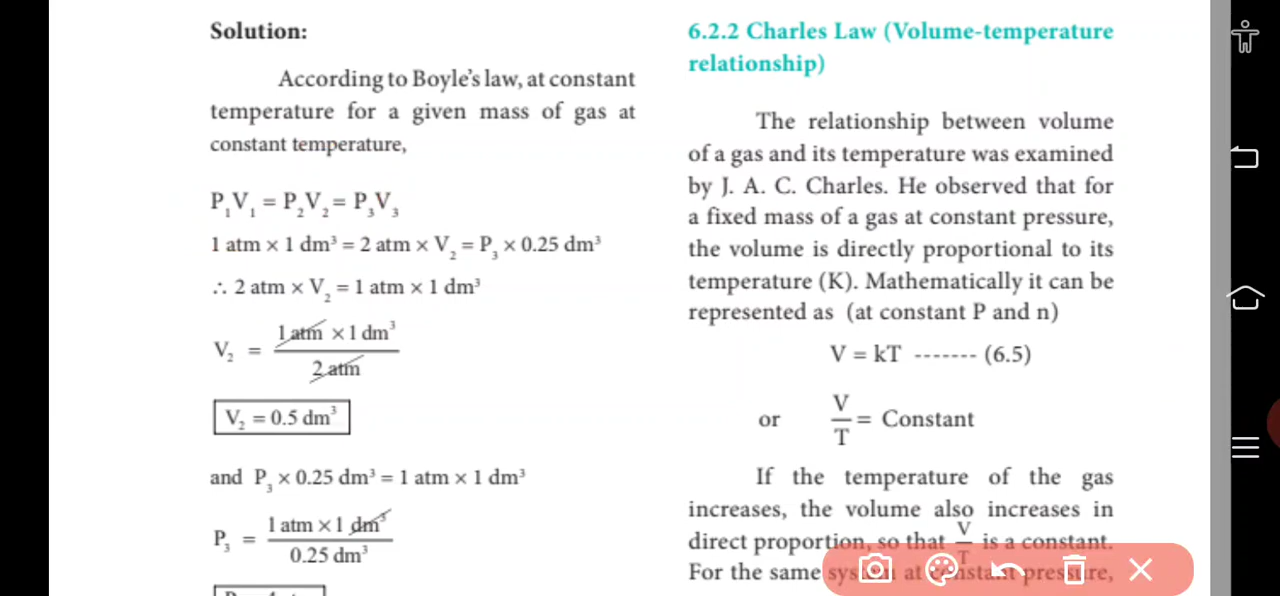 Solution:
According to Boyle's law, at constant
temperature for a given mass of gas at
constant temperature,
P₁V₁ = P₂V₂ = P₃V₃
1 atm × 1 dm³ = 2 atm × V₂ = P₃ × 0.25 dm³
∴ 2 atm × V₂ = 1 atm × 1 dm³
V₂ = 1 atm × 1 dm³ / 2 atm
V₂ = 0.5 dm³
and P₃ × 0.25 dm³ = 1 atm × 1 dm³
P₃ = 1 atm × 1 dm³ / 0.25 dm³
6.2.2 Charles Law (Volume-temperature
relationship)
The relationship between volume
of a gas and its temperature was examined
by J. A. C. Charles. He observed that for
a fixed mass of a gas at constant pressure,
the volume is directly proportional to its
temperature (K). Mathematically it can be
represented as (at constant P and n)
V = kT ------- (6.5)
or V/T = Constant
If the temperature of the gas
increases, the volume also increases in
direct proportion, so that V/T is a constant.
For the same system at constant pressure,